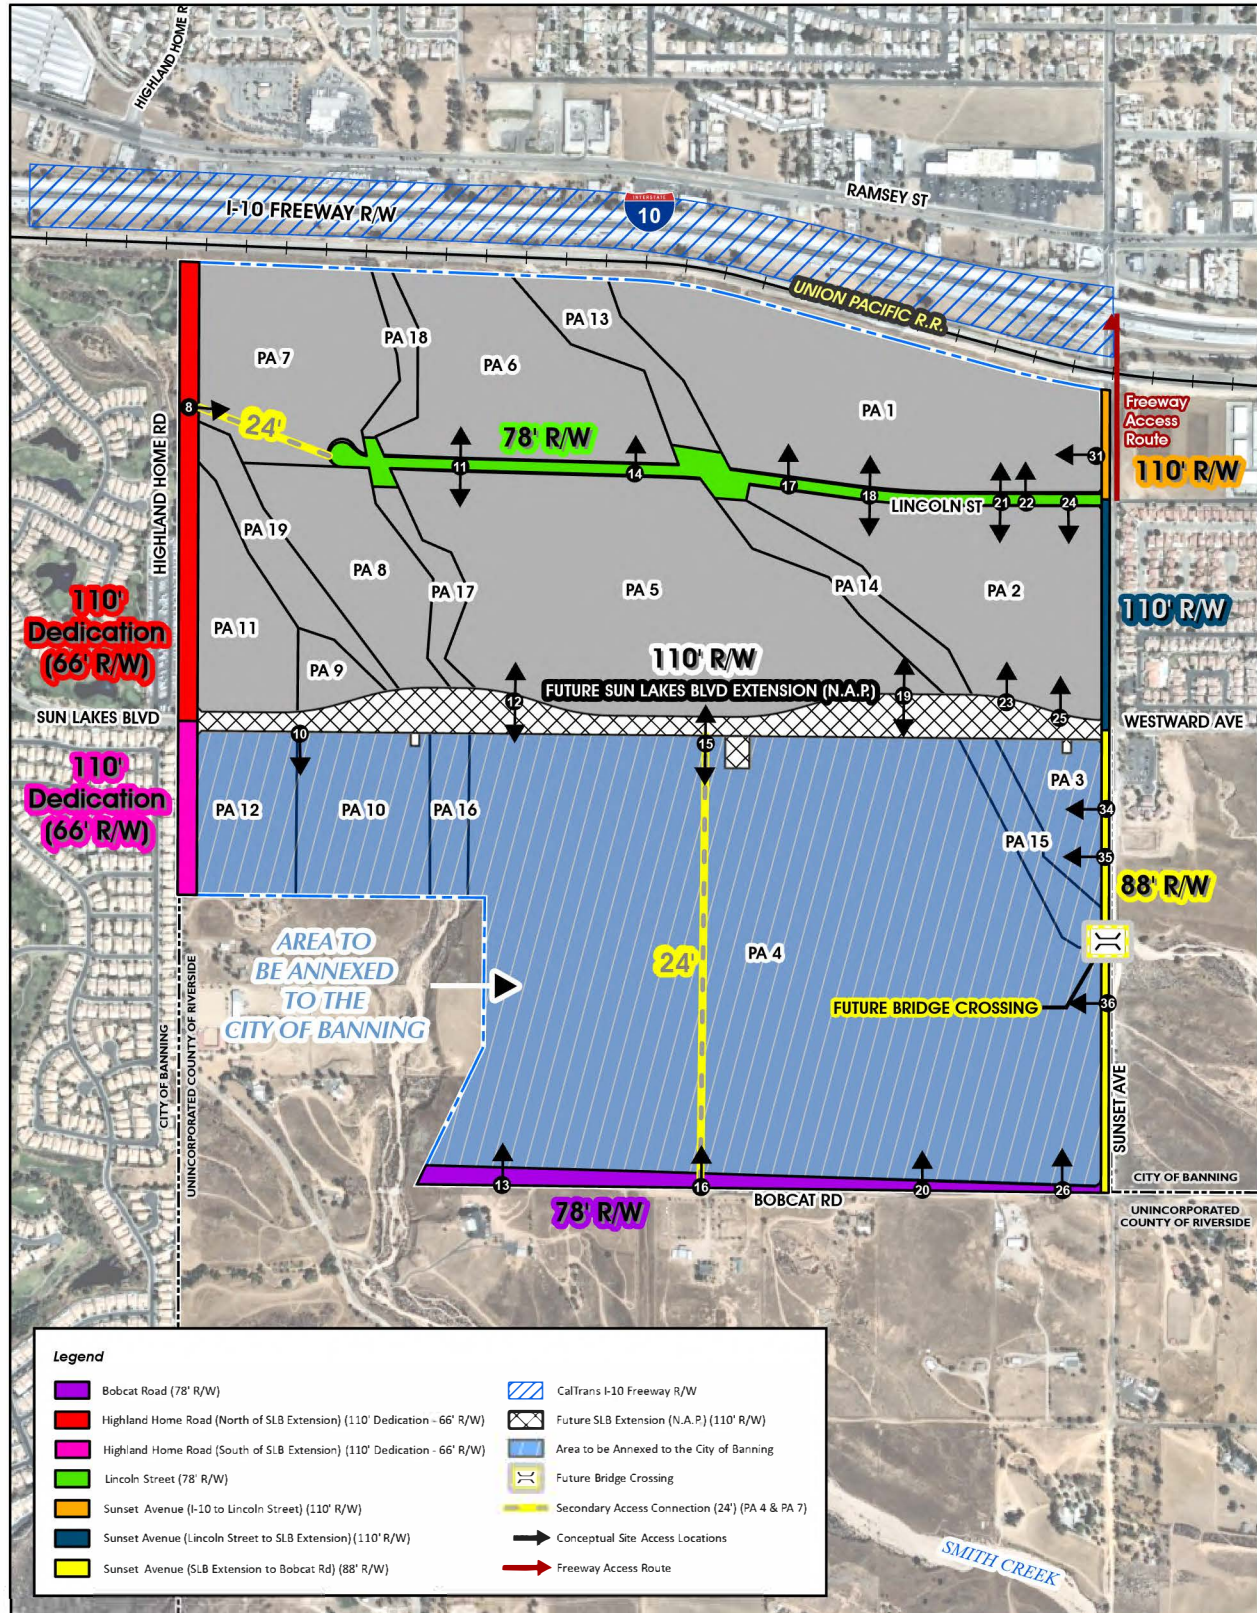 HIGHLAND HOME R
RAMSEY ST
I-10 FREEWAY R/W
INTERSTATE
10
UNION PACIFIC R.R.
PA 13
PA 18
PA 7
PA 6
PA 1
Freeway
Access
Route
8
24'
78' R/W
31
110' R/W
11
14
17
18
LINCOLN ST
21
22
24
HIGHLAND HOME RD
PA 19
PA 8
PA 17
PA 5
PA 14
PA 2
110'
Dedication
(66' R/W)
110' R/W
PA 11
PA 9
110' R/W
FUTURE SUN LAKES BLVD EXTENSION (N.A.P.)
12
19
23
25
SUN LAKES BLVD
WESTWARD AVE
10
15
110'
Dedication
(66' R/W)
PA 3
PA 12
PA 10
PA 16
34
PA 15
35
88' R/W
AREA TO
BE ANNEXED
TO THE
CITY OF BANNING
24'
PA 4
FUTURE BRIDGE CROSSING
36
CITY OF BANNING
UNINCORPORATED COUNTY OF RIVERSIDE
SUNSET AVE
13
16
20
26
78' R/W
BOBCAT RD
CITY OF BANNING
UNINCORPORATED
COUNTY OF RIVERSIDE
Legend
Bobcat Road (78' R/W)
Highland Home Road (North of SLB Extension) (110' Dedication - 66' R/W)
Highland Home Road (South of SLB Extension) (110' Dedication - 66' R/W)
Lincoln Street (78' R/W)
Sunset Avenue (I-10 to Lincoln Street) (110' R/W)
Sunset Avenue (Lincoln Street to SLB Extension) (110' R/W)
Sunset Avenue (SLB Extension to Bobcat Rd) (88' R/W)
CalTrans I-10 Freeway R/W
Future SLB Extension (N.A.P.) (110' R/W)
Area to be Annexed to the City of Banning
Future Bridge Crossing
Secondary Access Connection (24') (PA 4 & PA 7)
Conceptual Site Access Locations
Freeway Access Route
SMITH CREEK